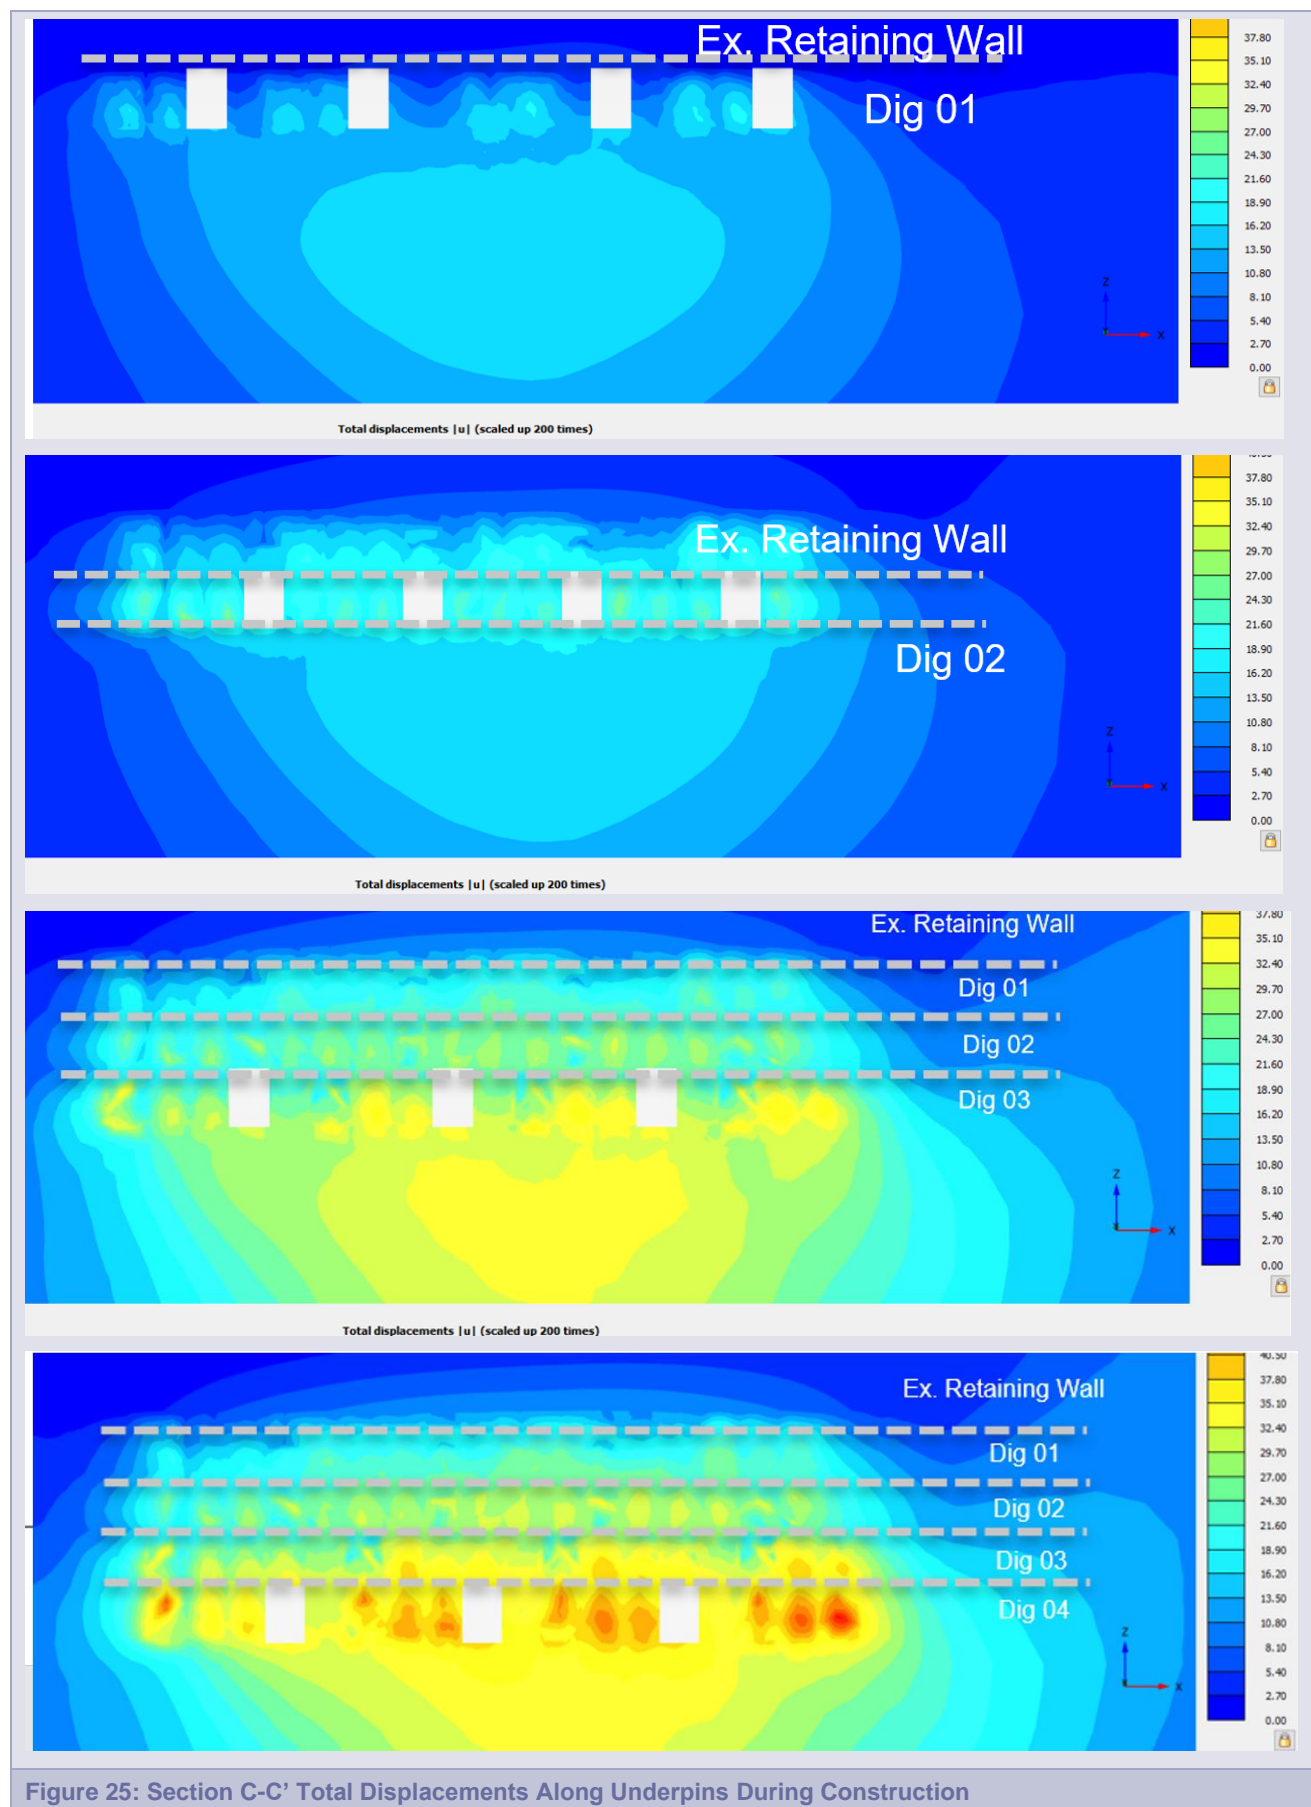 Ex. Retaining Wall
Dig 01
37.80
35.10
32.40
29.70
27.00
24.30
21.60
18.90
16.20
13.50
10.80
8.10
5.40
2.70
0.00
Z
X
Total displacements |u| (scaled up 200 times)
Ex. Retaining Wall
Dig 02
37.80
35.10
32.40
29.70
27.00
24.30
21.60
18.90
16.20
13.50
10.80
8.10
5.40
2.70
0.00
Z
X
Total displacements |u| (scaled up 200 times)
Ex. Retaining Wall
Dig 01
Dig 02
Dig 03
37.80
35.10
32.40
29.70
27.00
24.30
21.60
18.90
16.20
13.50
10.80
8.10
5.40
2.70
0.00
Z
X
Total displacements |u| (scaled up 200 times)
Ex. Retaining Wall
Dig 01
Dig 02
Dig 03
Dig 04
40.50
37.80
35.10
32.40
29.70
27.00
24.30
21.60
18.90
16.20
13.50
10.80
8.10
5.40
2.70
0.00
Z
X
Figure 25: Section C-C’ Total Displacements Along Underpins During Construction